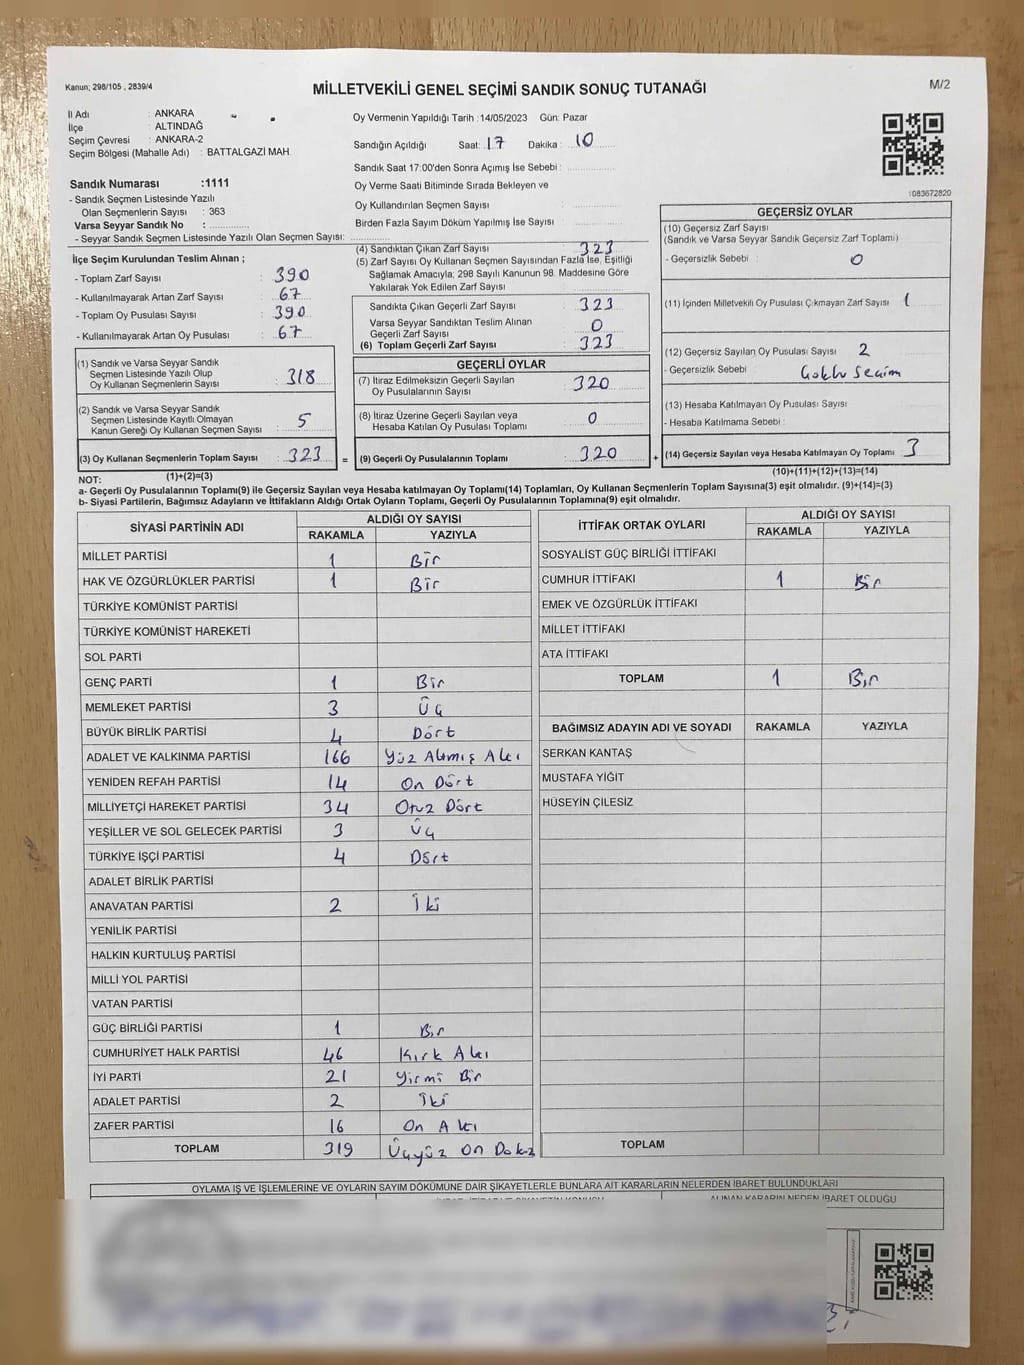 Kanun; 298/105 , 2839/4
MİLLETVEKİLİ GENEL SEÇİMİ SANDIK SONUÇ TUTANAĞI
M/2
İl Adı : ANKARA
İlçe : ALTINDAĞ
Seçim Çevresi : ANKARA-2
Seçim Bölgesi (Mahalle Adı) : BATTALGAZİ MAH.
Oy Vermenin Yapıldığı Tarih :14/05/2023 Gün: Pazar
Sandığın Açıldığı Saat: 17 Dakika : 10
Sandık Saat 17:00'den Sonra Açımış İse Sebebi :
Oy Verme Saati Bitiminde Sırada Bekleyen ve
Oy Kullandırılan Seçmen Sayısı :
Birden Fazla Sayım Döküm Yapılmış İse Sayısı :
1083672820
Sandık Numarası :1111
- Sandık Seçmen Listesinde Yazılı
Olan Seçmenlerin Sayısı : 363
Varsa Seyyar Sandık No :
- Seyyar Sandık Seçmen Listesinde Yazılı Olan Seçmen Sayısı:
İlçe Seçim Kurulundan Teslim Alınan ;
- Toplam Zarf Sayısı : 390
- Kullanılmayarak Artan Zarf Sayısı : 67
- Toplam Oy Pusulası Sayısı : 390
- Kullanılmayarak Artan Oy Pusulası : 67
(1) Sandık ve Varsa Seyyar Sandık
Seçmen Listesinde Yazılı Olup
Oy Kullanan Seçmenlerin Sayısı : 318
(2) Sandık ve Varsa Seyyar Sandık
Seçmen Listesinde Kayıtlı Olmayan
Kanun Gereği Oy Kullanan Seçmen Sayısı : 5
(3) Oy Kullanan Seçmenlerin Toplam Sayısı : 323 =
(4) Sandıktan Çıkan Zarf Sayısı : 323
(5) Zarf Sayısı Oy Kullanan Seçmen Sayısından Fazla İse, Eşitliği
Sağlamak Amacıyla; 298 Sayılı Kanunun 98. Maddesine Göre
Yakılarak Yok Edilen Zarf Sayısı :
Sandıkta Çıkan Geçerli Zarf Sayısı : 323
Varsa Seyyar Sandıktan Teslim Alınan
Geçerli Zarf Sayısı : 0
(6) Toplam Geçerli Zarf Sayısı : 323
GEÇERLİ OYLAR
(7) İtiraz Edilmeksizin Geçerli Sayılan
Oy Pusulalarının Sayısı : 320
(8) İtiraz Üzerine Geçerli Sayılan veya
Hesaba Katılan Oy Pusulası Toplamı : 0
(9) Geçerli Oy Pusulalarının Toplamı : 320 +
GEÇERSİZ OYLAR
(10) Geçersiz Zarf Sayısı
(Sandık ve Varsa Seyyar Sandık Geçersiz Zarf Toplamı)
- Geçersizlik Sebebi : 0
(11) İçinden Milletvekili Oy Pusulası Çıkmayan Zarf Sayısı : 1
(12) Geçersiz Sayılan Oy Pusulası Sayısı : 2
- Geçersizlik Sebebi :
(13) Hesaba Katılmayan Oy Pusulası Sayısı :
- Hesaba Katılmama Sebebi :
(14) Geçersiz Sayılan veya Hesaba Katılmayan Oy Toplamı : 3
NOT: (1)+(2)=(3)
(10)+(11)+(12)+(13)=(14)
a- Geçerli Oy Pusulalarının Toplamı(9) ile Geçersiz Sayılan veya Hesaba Katılmayan Oy Toplamı(14) Toplamları, Oy Kullanan Seçmenlerin Toplam Sayısına(3) eşit olmalıdır. (9)+(14)=(3)
b- Siyasi Partilerin, Bağımsız Adayların ve İttifakların Aldığı Ortak Oyların Toplamı, Geçerli Oy Pusulalarının Toplamına(9) eşit olmalıdır.
SİYASİ PARTİNİN ADI ALDIĞI OY SAYISI
RAKAMLA YAZIYLA
MİLLET PARTİSİ 1 Bir
HAK VE ÖZGÜRLÜKLER PARTİSİ 1 Bir
TÜRKİYE KOMÜNİST PARTİSİ
TÜRKİYE KOMÜNİST HAREKETİ
SOL PARTİ
GENÇ PARTİ 1 Bir
MEMLEKET PARTİSİ 3 Üç
BÜYÜK BİRLİK PARTİSİ 4 Dört
ADALET VE KALKINMA PARTİSİ 166 Yüz Altmış Altı
YENİDEN REFAH PARTİSİ 14 On Dört
MİLLİYETÇİ HAREKET PARTİSİ 34 Otuz Dört
YEŞİLLER VE SOL GELECEK PARTİSİ 3 Üç
TÜRKİYE İŞÇİ PARTİSİ 4 Dört
ADALET BİRLİK PARTİSİ
ANAVATAN PARTİSİ 2 İki
YENİLİK PARTİSİ
HALKIN KURTULUŞ PARTİSİ
MİLLİ YOL PARTİSİ
VATAN PARTİSİ
GÜÇ BİRLİĞİ PARTİSİ 1 Bir
CUMHURİYET HALK PARTİSİ 46 Kırk Altı
İYİ PARTİ 21 Yirmi Bir
ADALET PARTİSİ 2 İki
ZAFER PARTİSİ 16 On Altı
TOPLAM 319 Üçyüz On Dokuz
İTTİFAK ORTAK OYLARI ALDIĞI OY SAYISI
RAKAMLA YAZIYLA
SOSYALİST GÜÇ BİRLİĞİ İTTİFAKI
CUMHUR İTTİFAKI 1 Bir
EMEK VE ÖZGÜRLÜK İTTİFAKI
MİLLET İTTİFAKI
ATA İTTİFAKI
TOPLAM 1 Bir
BAĞIMSIZ ADAYIN ADI VE SOYADI RAKAMLA YAZIYLA
SERKAN KANTAŞ
MUSTAFA YİĞİT
HÜSEYİN ÇİLESİZ
TOPLAM
OYLAMA İŞ VE İŞLEMLERİNE VE OYLARIN SAYIM DÖKÜMÜNE DAİR ŞİKAYETLERLE BUNLARA AİT KARARLARIN NELERDEN İBARET BULUNDUKLARI
ALINAN KARARIN NEDEN İBARET OLDUĞU